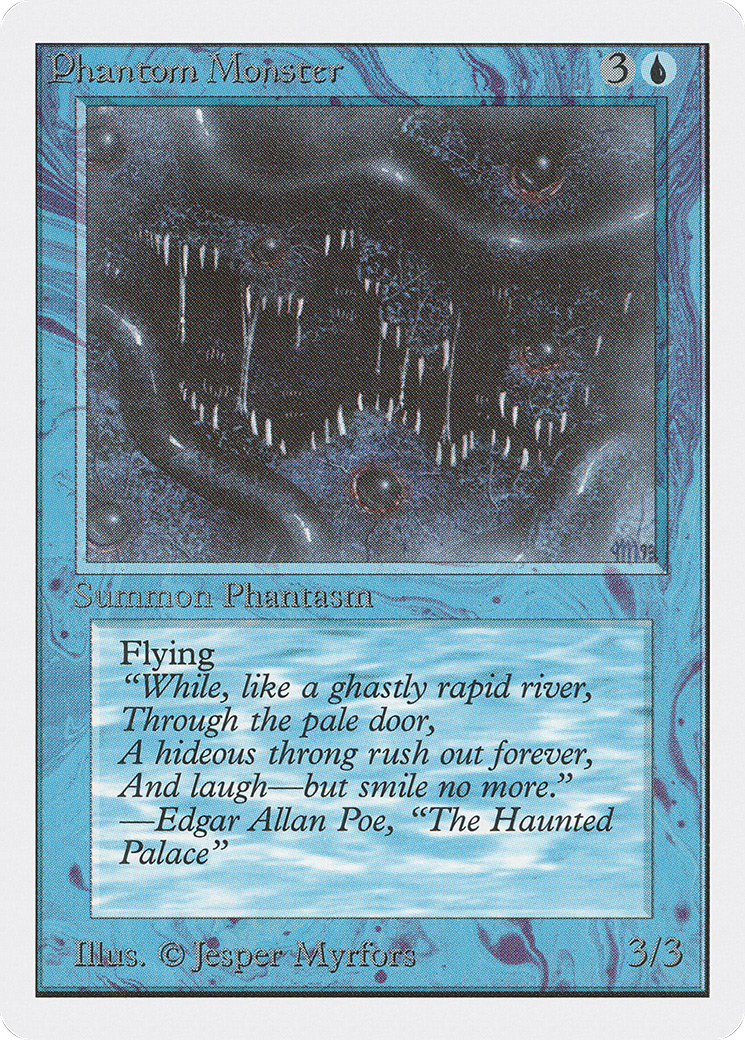 Phantom Monster 3
JM93
Summon Phantasm
Flying
“While, like a ghastly rapid river,
Through the pale door,
A hideous throng rush out forever,
And laugh—but smile no more.”
—Edgar Allan Poe, “The Haunted
Palace”
Illus. © Jesper Myrfors 3/3